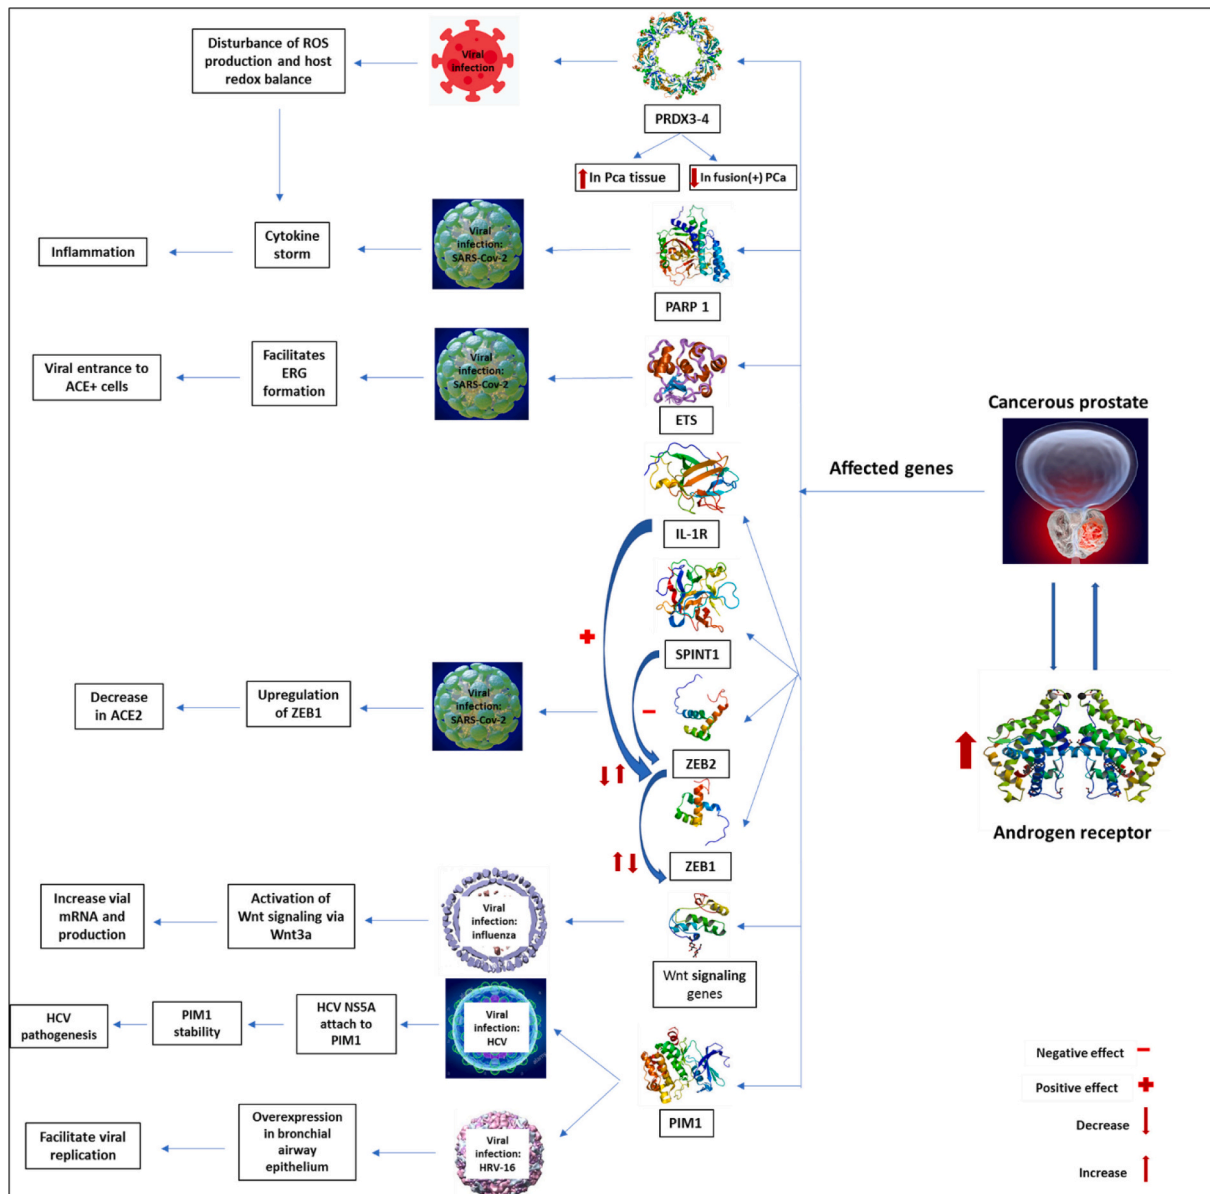 Disturbance of ROS
production and host
redox balance
Viral
infection
PRDX3-4
In Pca tissue
In fusion(+) PCa
Inflammation
Cytokine
storm
Viral
infection:
SARS-Cov-2
PARP 1
Viral entrance to
ACE+ cells
Facilitates
ERG
formation
Viral
infection:
SARS-Cov-2
ETS
Cancerous prostate
Affected genes
IL-1R
SPINT1
Decrease
in ACE2
Upregulation
of ZEB1
Viral
infection:
SARS-Cov-2
ZEB2
ZEB1
Androgen receptor
Increase vial
mRNA and
production
Activation of
Wnt signaling via
Wnt3a
Viral
infection:
influenza
Wnt signaling
genes
HCV
pathogenesis
PIM1
stability
HCV NS5A
attach to
PIM1
Viral
infection:
HCV
PIM1
Facilitate viral
replication
Overexpression
in bronchial
airway
epithelium
Viral
infection:
HRV-16
Negative effect
Positive effect
Decrease
Increase